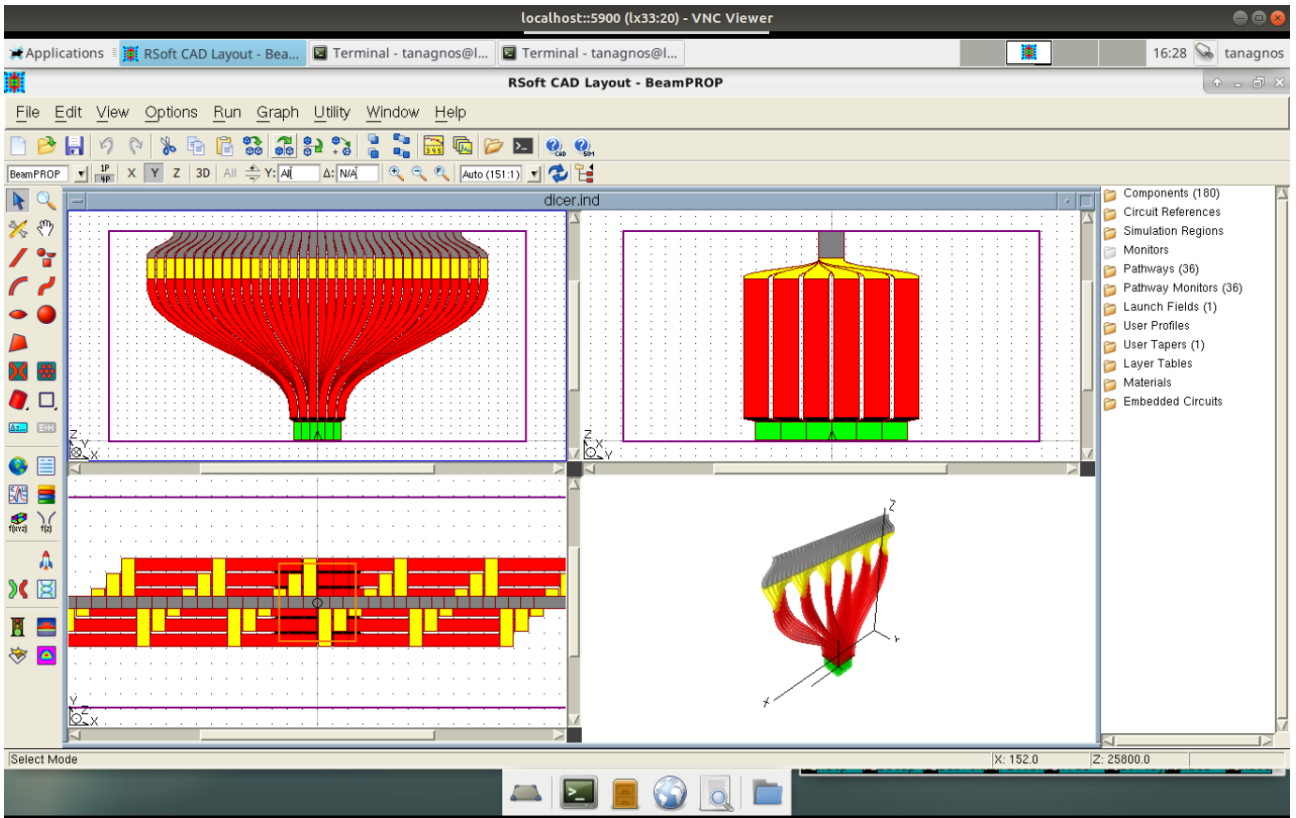 localhost::5900 (lx33:20) - VNC Viewer
Applications RSoft CAD Layout - Bea... Terminal - tanagnos@l... Terminal - tanagnos@l... 16:28 tanagnos
RSoft CAD Layout - BeamPROP
File Edit View Options Run Graph Utility Window Help
BeamPROP 1P 4P X Y Z 3D All Y: All Δ: N/A Auto (151:1)
dicer.ind
Components (180)
Circuit References
Simulation Regions
Monitors
Pathways (36)
Pathway Monitors (36)
Launch Fields (1)
User Profiles
User Tapers (1)
Layer Tables
Materials
Embedded Circuits
Z Y X
Z X Y
Y Z X
Z
Y
X
Select Mode X: 152.0 Z: 25800.0